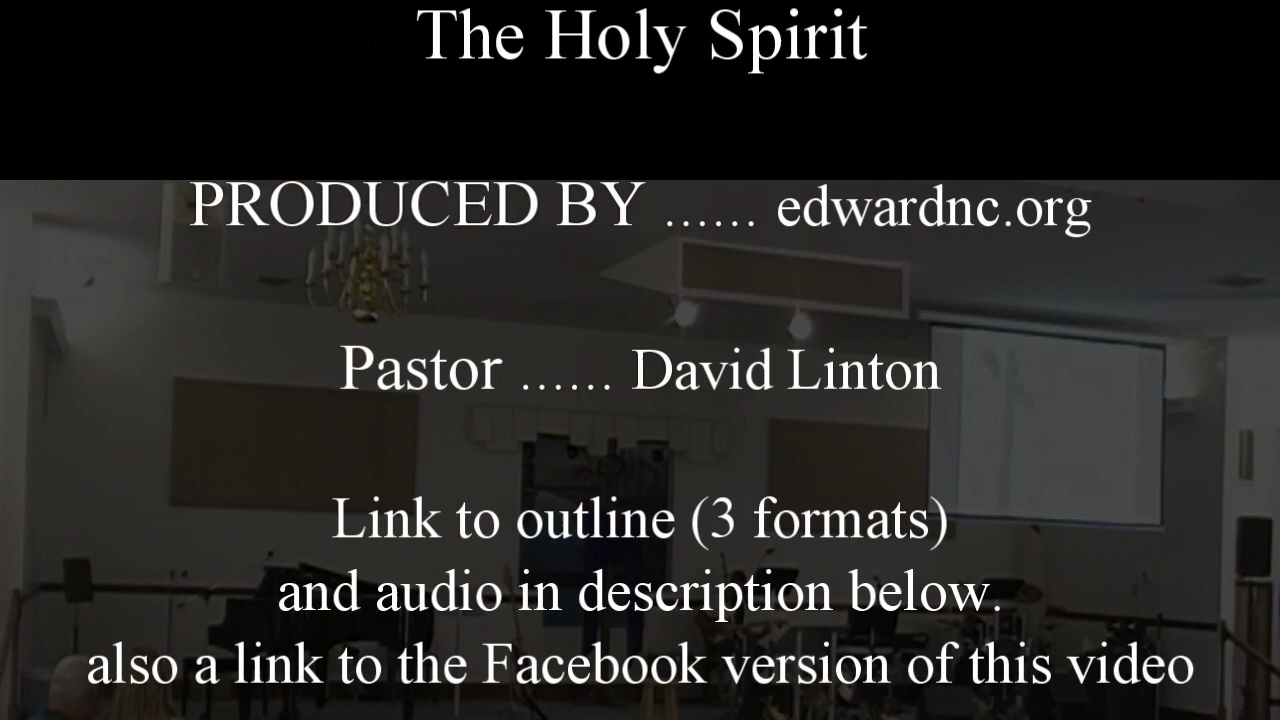 The Holy Spirit
PRODUCED BY ...... edwardnc.org
Pastor ...... David Linton
Link to outline (3 formats)
and audio in description below.
also a link to the Facebook version of this video